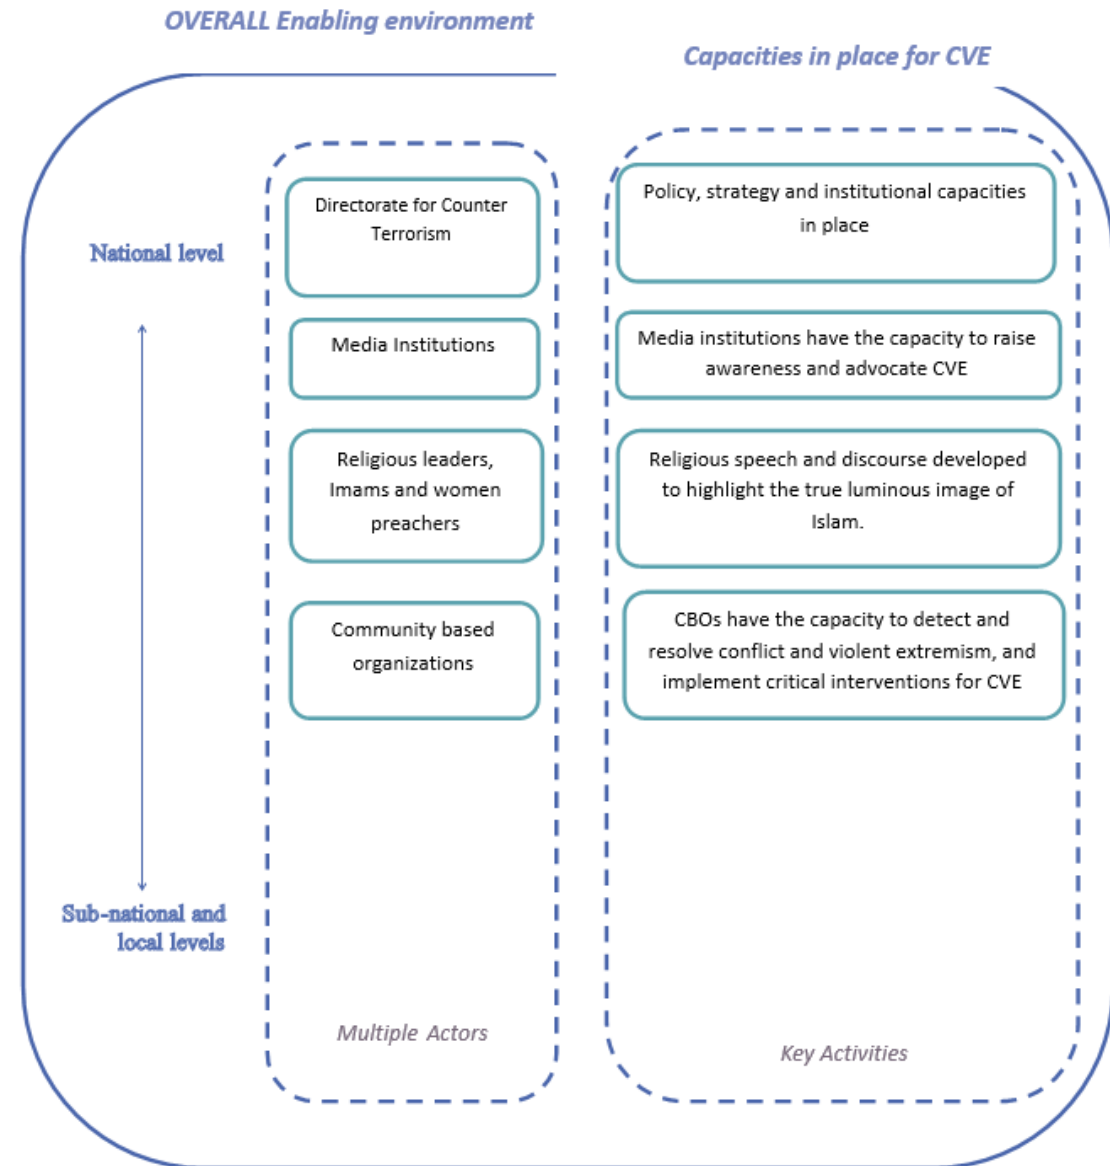 OVERALL Enabling environment
Capacities in place for CVE
National level
Sub-national and
local levels
Directorate for Counter
Terrorism
Media Institutions
Religious leaders,
Imams and women
preachers
Community based
organizations
Multiple Actors
Policy, strategy and institutional capacities
in place
Media institutions have the capacity to raise
awareness and advocate CVE
Religious speech and discourse developed
to highlight the true luminous image of
Islam.
CBOs have the capacity to detect and
resolve conflict and violent extremism, and
implement critical interventions for CVE
Key Activities